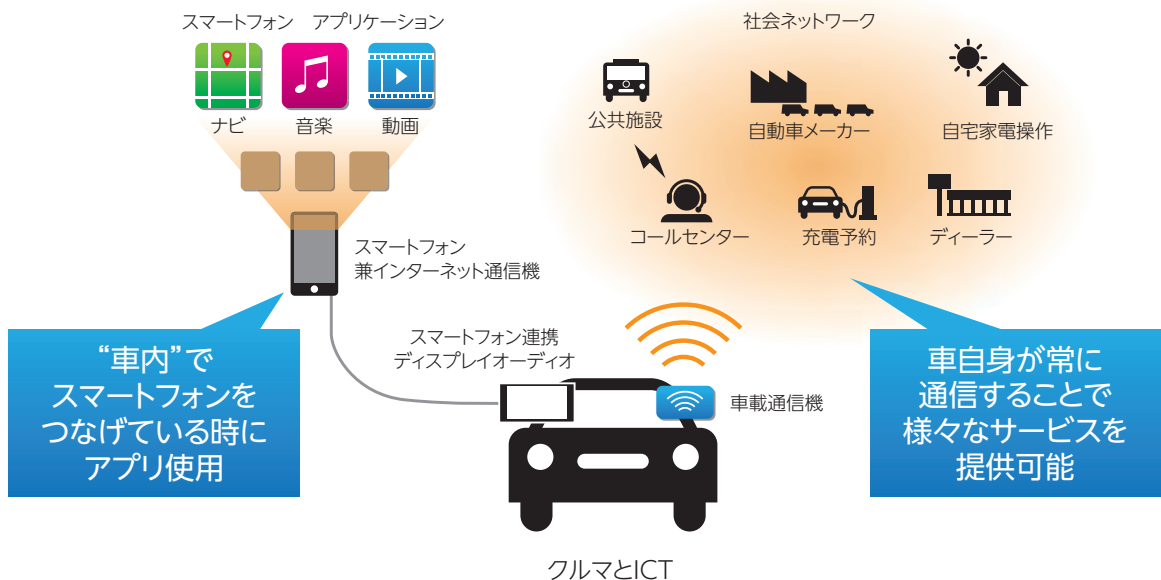 スマートフォン　アプリケーション
ナビ
音楽
動画
スマートフォン
兼インターネット通信機
“車内”で
スマートフォンを
つなげている時に
アプリ使用
スマートフォン連携
ディスプレイオーディオ
車載通信機
社会ネットワーク
公共施設
自動車メーカー
自宅家電操作
コールセンター
充電予約
ディーラー
車自身が常に
通信することで
様々なサービスを
提供可能
クルマとICT